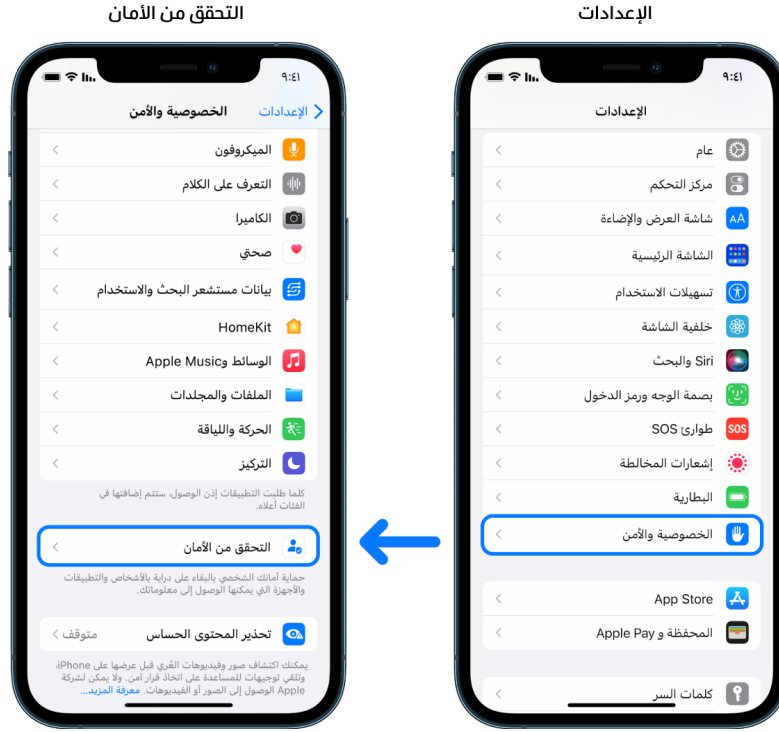 الإعدادات
٩:٤١
الإعدادات
عام
مركز التحكم
AA
شاشة العرض والإضاءة
الشاشة الرئيسية
تسهيلات الاستخدام
خلفية الشاشة
Siri والبحث
بصمة الوجه ورمز الدخول
SOS
طوارئ SOS
إشعارات المخالطة
البطارية
الخصوصية والأمن
App Store
المحفظة و Apple Pay
كلمات السر
التحقق من الأمان
٩:٤١
الإعدادات
الخصوصية والأمن
الميكروفون
التعرف على الكلام
الكاميرا
صحتي
بيانات مستشعر البحث والاستخدام
HomeKit
الوسائط وApple Music
الملفات والمجلدات
الحركة واللياقة
التركيز
كلما طلبت التطبيقات إذن الوصول، ستتم إضافتها في
الفئات أعلاه.
التحقق من الأمان
حماية أمانك الشخصي بالبقاء على دراية بالأشخاص والتطبيقات
والأجهزة التي يمكنها الوصول إلى معلوماتك.
تحذير المحتوى الحساس
متوقف
يمكنك اكتشاف صور وفيديوهات العُري قبل عرضها على iPhone،
وتلقي توجيهات للمساعدة على اتخاذ قرار آمن. ولا يمكن لشركة
Apple الوصول إلى الصور أو الفيديوهات. معرفة المزيد...